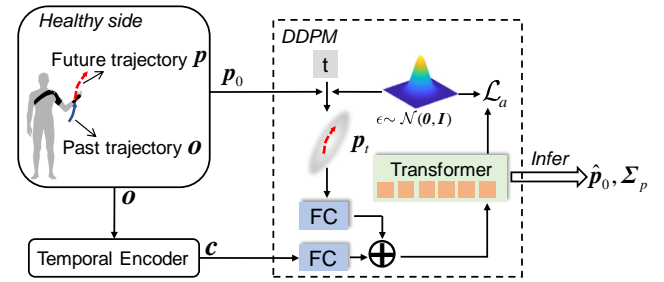 Healthy side
Future trajectory p
Past trajectory o
o
Temporal Encoder
p₀
c
DDPM
t
ϵ∼ 𝒩(0, I)
ℒₐ
pₜ
Transformer
FC
FC
Infer
p̂₀, Σₚ